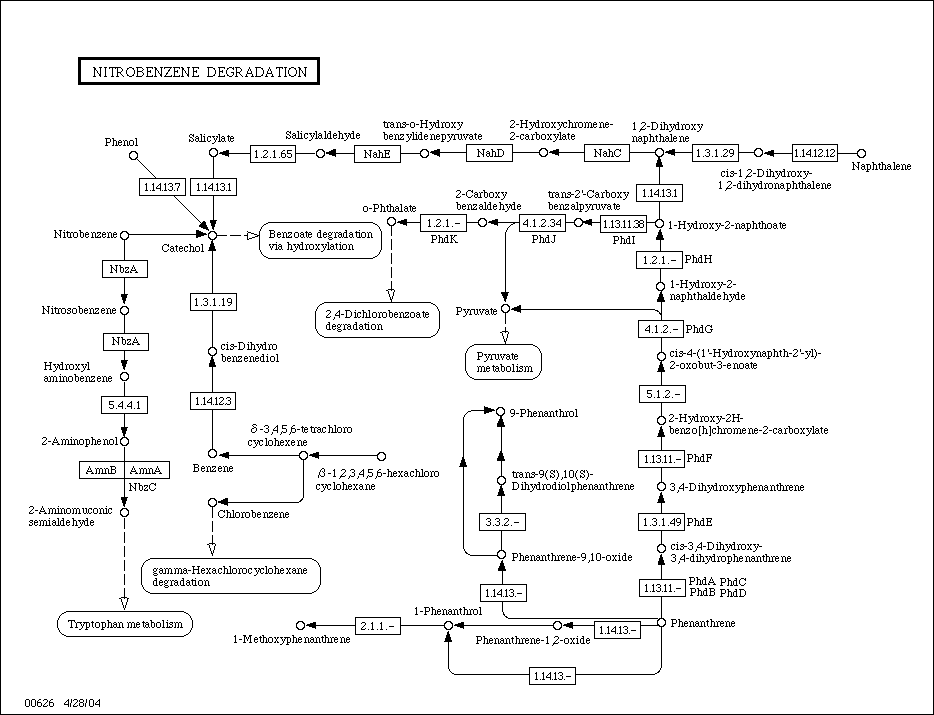 NITROBENZENE DEGRADATION
Phenol
Salicylate
Salicylaldehyde
trans-o-Hydroxy
benzylidenepyruvate
2-Hydroxychromene-
2-carboxylate
1,2-Dihydroxy
naphthalene
1.2.1.65
NahE
NahD
NahC
1.3.1.29
1.14.12.12
Naphthalene
cis-1,2-Dihydroxy-
1,2-dihydronaphthalene
1.14.13.7
1.14.13.1
1.14.13.1
2-Carboxy
benzaldehyde
trans-2'-Carboxy
benzalpyruvate
o-Phthalate
1.2.1.-
PhdK
4.1.2.34
PhdJ
1.13.11.38
PhdI
1-Hydroxy-2-naphthoate
Nitrobenzene
Catechol
Benzoate degradation
via hydroxylation
NbzA
1.2.1.-
PhdH
1-Hydroxy-2-
naphthaldehyde
1.3.1.19
Nitrosobenzene
2,4-Dichlorobenzoate
degradation
Pyruvate
4.1.2.-
PhdG
NbzA
cis-Dihydro
benzenediol
Pyruvate
metabolism
cis-4-(1'-Hydroxynaphth-2'-yl)-
2-oxobut-3-enoate
Hydroxyl
aminobenzene
5.4.4.1
1.14.12.3
5.1.2.-
9-Phenanthrol
2-Hydroxy-2H-
benzo[h]chromene-2-carboxylate
δ-3,4,5,6-tetrachloro
cyclohexene
2-Aminophenol
Benzene
β-1,2,3,4,5,6-hexachloro
cyclohexane
1.13.11.-
PhdF
AmnB
AmnA
NbzC
trans-9(S),10(S)-
Dihydrodiolphenanthrene
3,4-Dihydroxyphenanthrene
2-Aminomuconic
semialdehyde
Chlorobenzene
3.3.2.-
1.3.1.49
PhdE
Phenanthrene-9,10-oxide
cis-3,4-Dihydroxy-
3,4-dihydrophenanthrene
gamma-Hexachlorocyclohexane
degradation
1.14.13.-
1.13.11.-
PhdA PhdC
PhdB PhdD
Tryptophan metabolism
1-Phenanthrol
2.1.1.-
1-Methoxyphenanthrene
Phenanthrene-1,2-oxide
1.14.13.-
Phenanthrene
1.14.13.-
00626 4/28/04